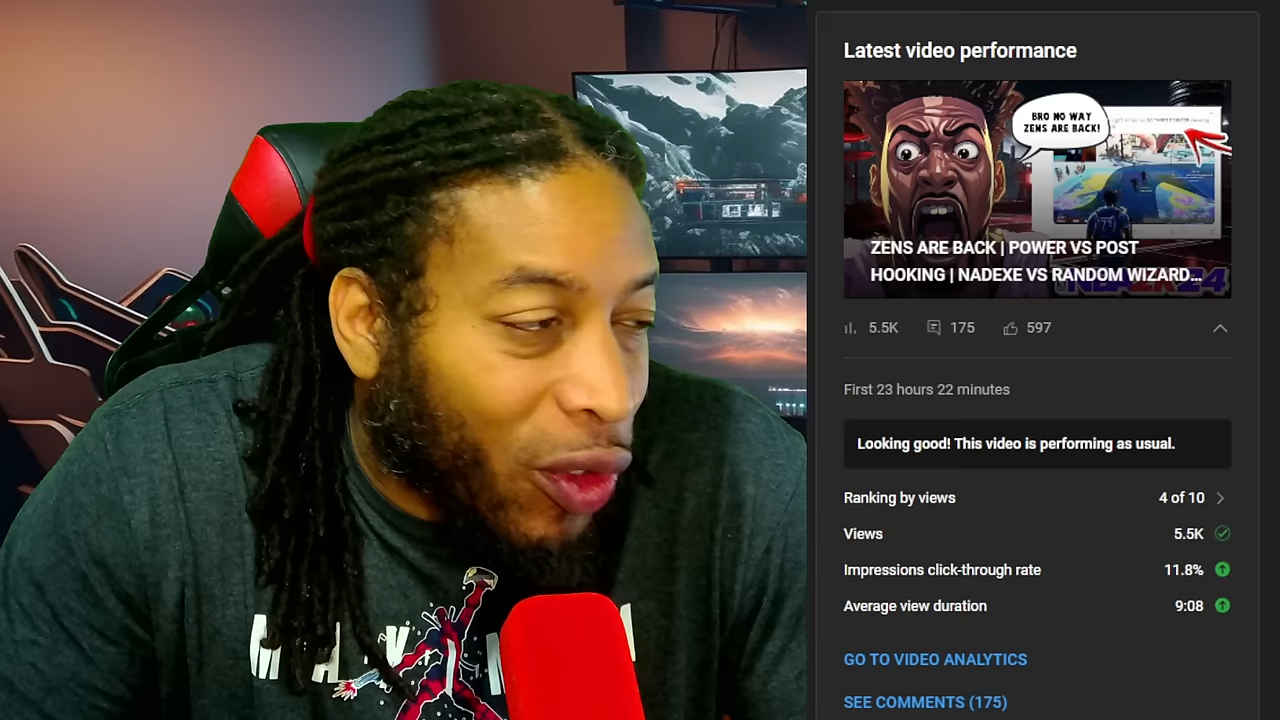 Latest video performance
BRO NO WAY
ZENS ARE BACK!
ZENS ARE BACK | POWER VS POST
HOOKING | NADEXE VS RANDOM WIZARD...
5.5K 175 597
First 23 hours 22 minutes
Looking good! This video is performing as usual.
Ranking by views 4 of 10
Views 5.5K
Impressions click-through rate 11.8%
Average view duration 9:08
GO TO VIDEO ANALYTICS
SEE COMMENTS (175)